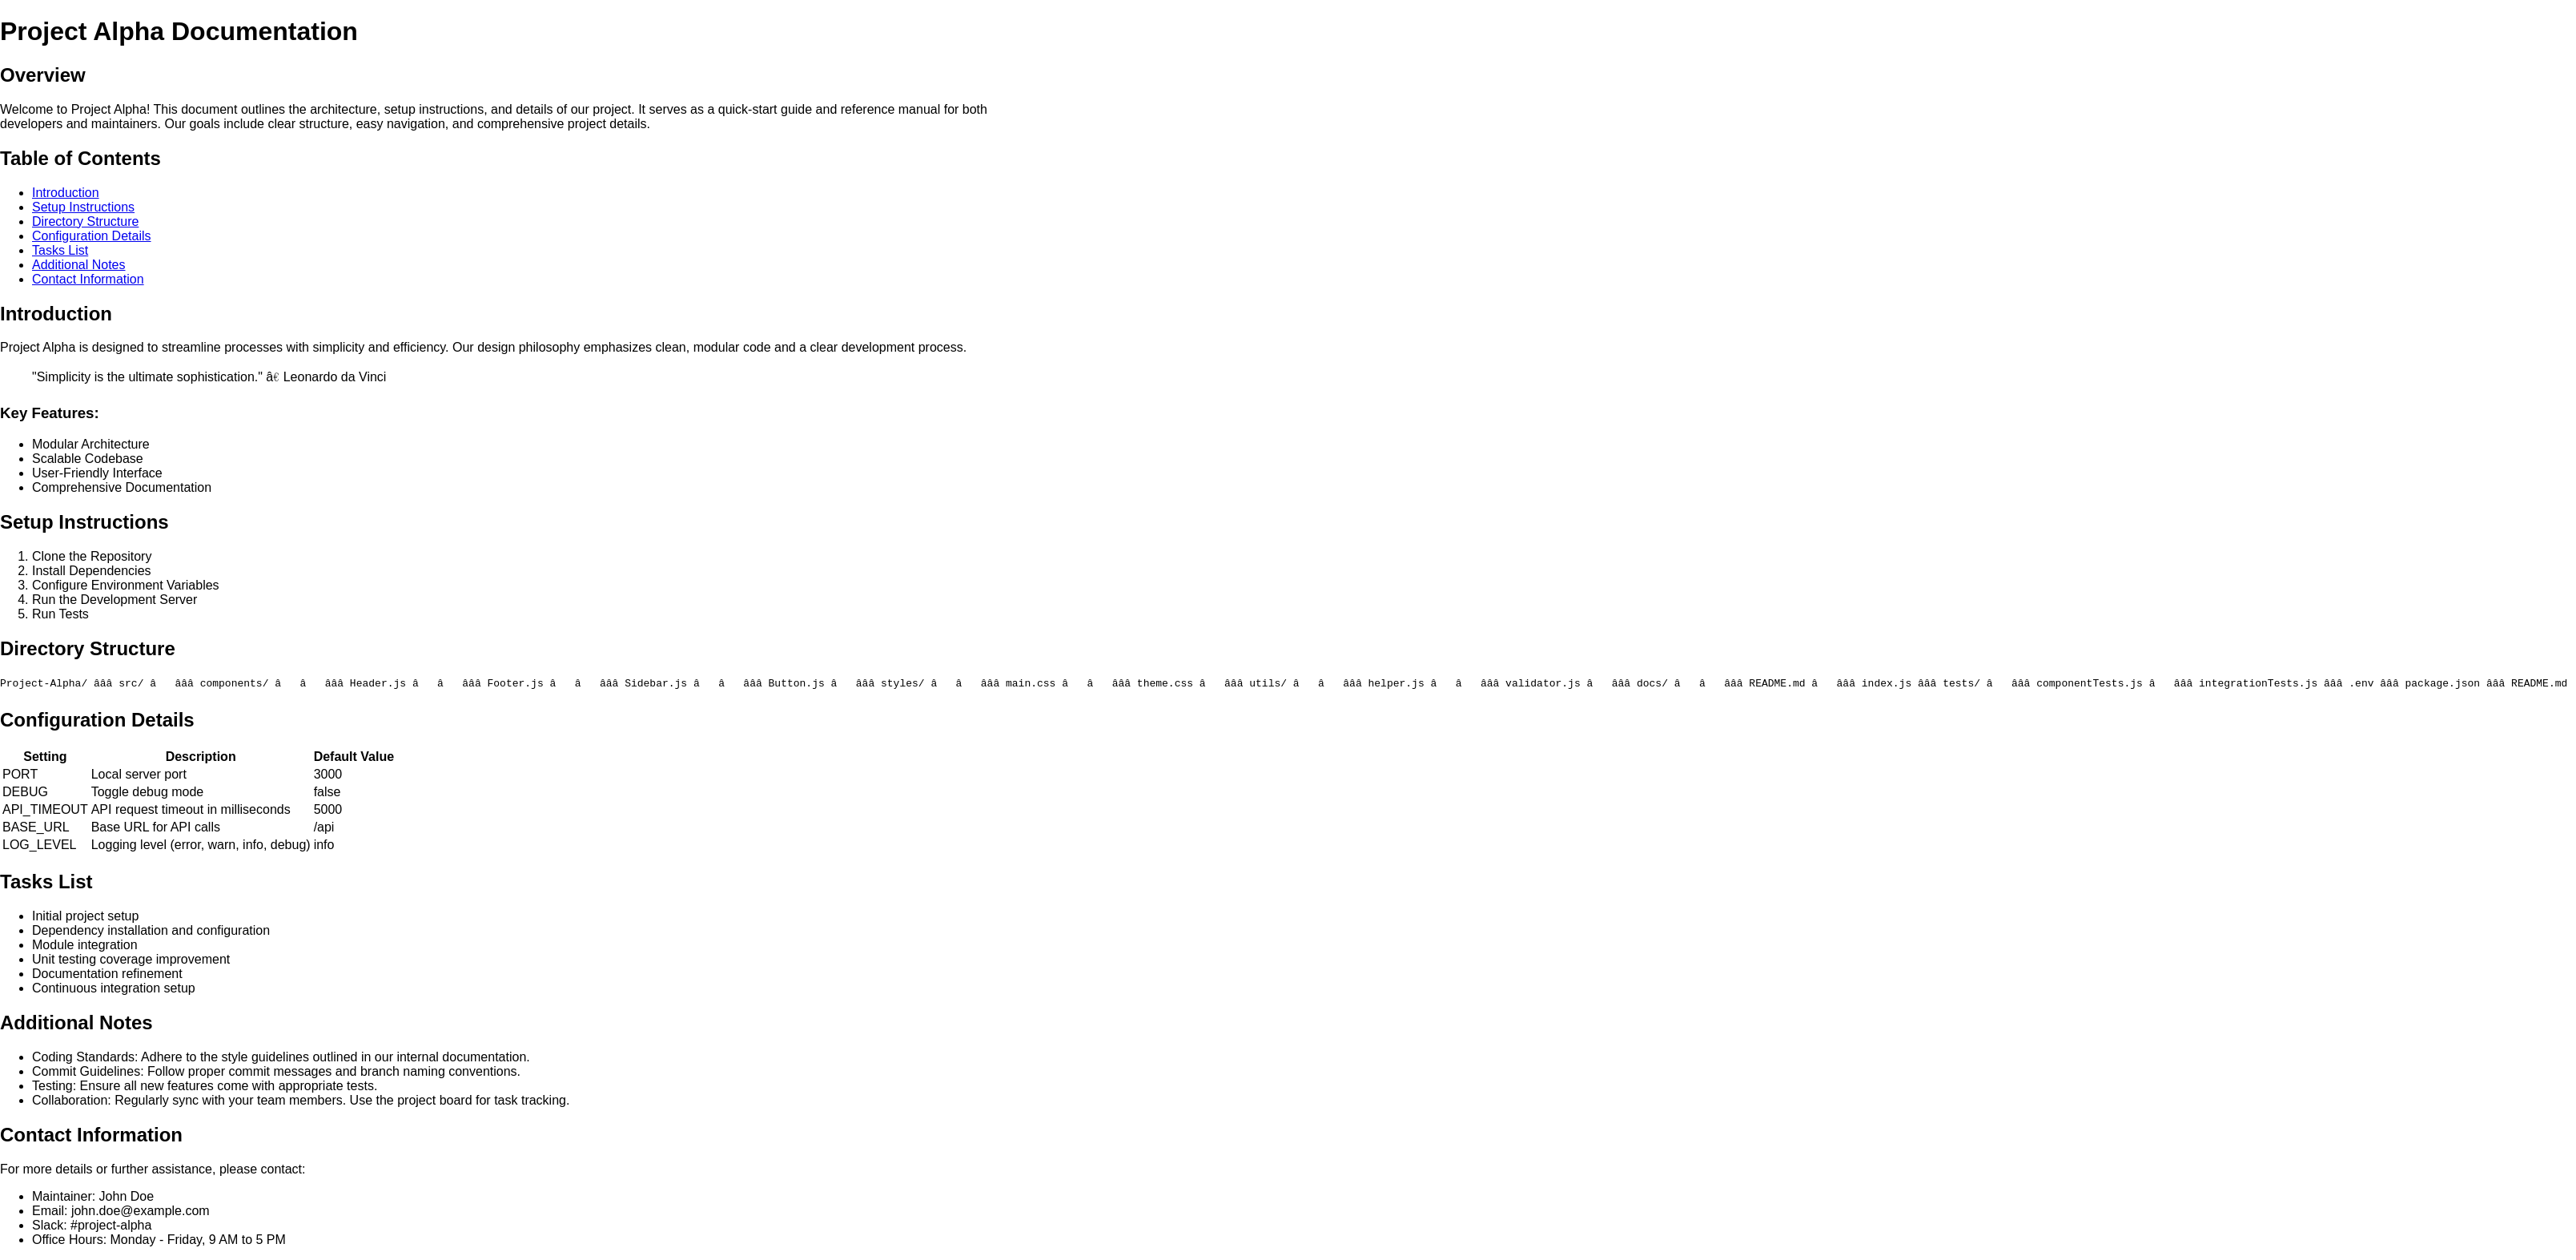 Project Alpha Documentation
Overview
Welcome to Project Alpha! This document outlines the architecture, setup instructions, and details of our project. It serves as a quick-start guide and reference manual for both
developers and maintainers. Our goals include clear structure, easy navigation, and comprehensive project details.
Table of Contents
• Introduction
• Setup Instructions
• Directory Structure
• Configuration Details
• Tasks List
• Additional Notes
• Contact Information
Introduction
Project Alpha is designed to streamline processes with simplicity and efficiency. Our design philosophy emphasizes clean, modular code and a clear development process.
"Simplicity is the ultimate sophistication." â€ Leonardo da Vinci
Key Features:
• Modular Architecture
• Scalable Codebase
• User-Friendly Interface
• Comprehensive Documentation
Setup Instructions
1. Clone the Repository
2. Install Dependencies
3. Configure Environment Variables
4. Run the Development Server
5. Run Tests
Directory Structure
Project-Alpha/ âââ src/ â   âââ components/ â   â   âââ Header.js â   â   âââ Footer.js â   â   âââ Sidebar.js â   â   âââ Button.js â   âââ styles/ â   â   âââ main.css â   â   âââ theme.css â   âââ utils/ â   â   âââ helper.js â   â   âââ validator.js â   âââ docs/ â   â   âââ README.md â   âââ index.js âââ tests/ â   âââ componentTests.js â   âââ integrationTests.js âââ .env âââ package.json âââ README.md
Configuration Details
Setting Description Default Value
PORT Local server port 3000
DEBUG Toggle debug mode false
API_TIMEOUT API request timeout in milliseconds 5000
BASE_URL Base URL for API calls /api
LOG_LEVEL Logging level (error, warn, info, debug) info
Tasks List
• Initial project setup
• Dependency installation and configuration
• Module integration
• Unit testing coverage improvement
• Documentation refinement
• Continuous integration setup
Additional Notes
• Coding Standards: Adhere to the style guidelines outlined in our internal documentation.
• Commit Guidelines: Follow proper commit messages and branch naming conventions.
• Testing: Ensure all new features come with appropriate tests.
• Collaboration: Regularly sync with your team members. Use the project board for task tracking.
Contact Information
For more details or further assistance, please contact:
• Maintainer: John Doe
• Email: john.doe@example.com
• Slack: #project-alpha
• Office Hours: Monday - Friday, 9 AM to 5 PM